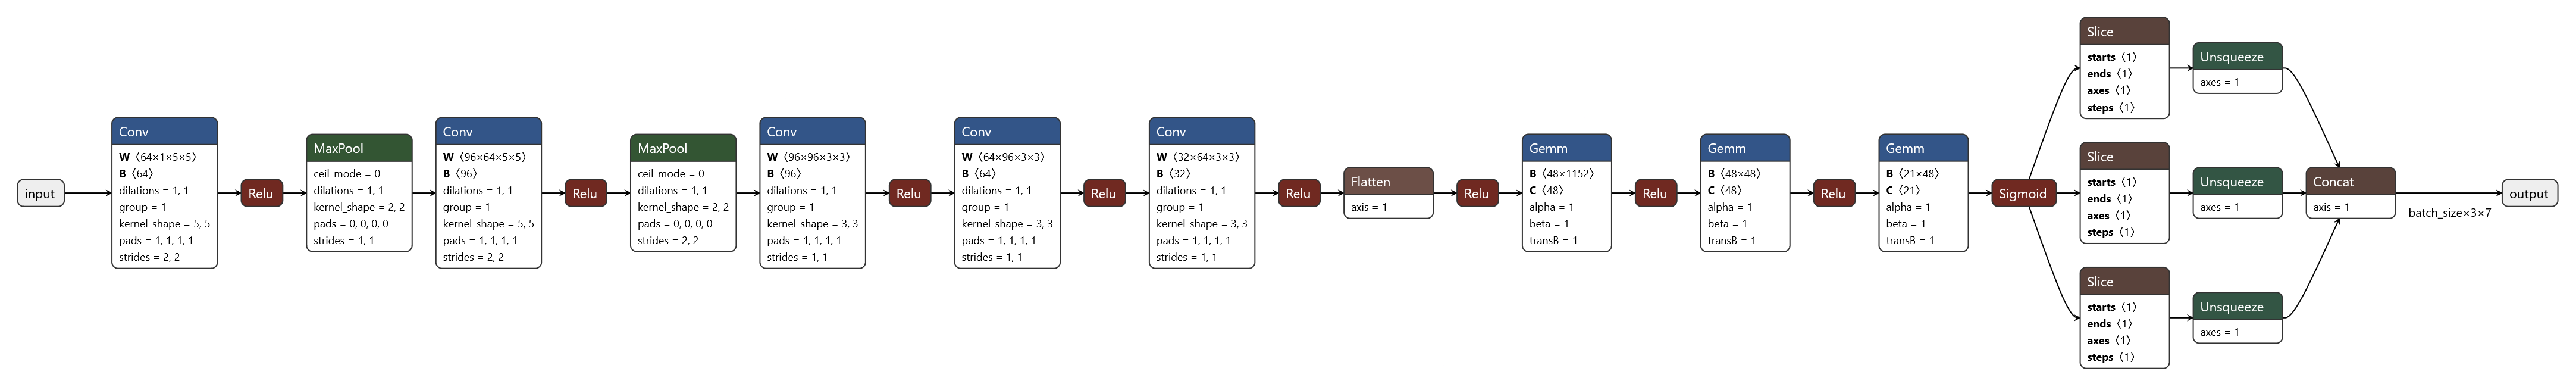 input
Conv
W 〈64×1×5×5〉
B 〈64〉
dilations = 1, 1
group = 1
kernel_shape = 5, 5
pads = 1, 1, 1, 1
strides = 2, 2
Relu
MaxPool
ceil_mode = 0
dilations = 1, 1
kernel_shape = 2, 2
pads = 0, 0, 0, 0
strides = 1, 1
Conv
W 〈96×64×5×5〉
B 〈96〉
dilations = 1, 1
group = 1
kernel_shape = 5, 5
pads = 1, 1, 1, 1
strides = 2, 2
Relu
MaxPool
ceil_mode = 0
dilations = 1, 1
kernel_shape = 2, 2
pads = 0, 0, 0, 0
strides = 2, 2
Conv
W 〈96×96×3×3〉
B 〈96〉
dilations = 1, 1
group = 1
kernel_shape = 3, 3
pads = 1, 1, 1, 1
strides = 1, 1
Relu
Conv
W 〈64×96×3×3〉
B 〈64〉
dilations = 1, 1
group = 1
kernel_shape = 3, 3
pads = 1, 1, 1, 1
strides = 1, 1
Relu
Conv
W 〈32×64×3×3〉
B 〈32〉
dilations = 1, 1
group = 1
kernel_shape = 3, 3
pads = 1, 1, 1, 1
strides = 1, 1
Relu
Flatten
axis = 1
Relu
Gemm
B 〈48×1152〉
C 〈48〉
alpha = 1
beta = 1
transB = 1
Relu
Gemm
B 〈48×48〉
C 〈48〉
alpha = 1
beta = 1
transB = 1
Relu
Gemm
B 〈21×48〉
C 〈21〉
alpha = 1
beta = 1
transB = 1
Sigmoid
Slice
starts 〈1〉
ends 〈1〉
axes 〈1〉
steps 〈1〉
Unsqueeze
axes = 1
Slice
starts 〈1〉
ends 〈1〉
axes 〈1〉
steps 〈1〉
Unsqueeze
axes = 1
Slice
starts 〈1〉
ends 〈1〉
axes 〈1〉
steps 〈1〉
Unsqueeze
axes = 1
Concat
axis = 1
batch_size×3×7
output